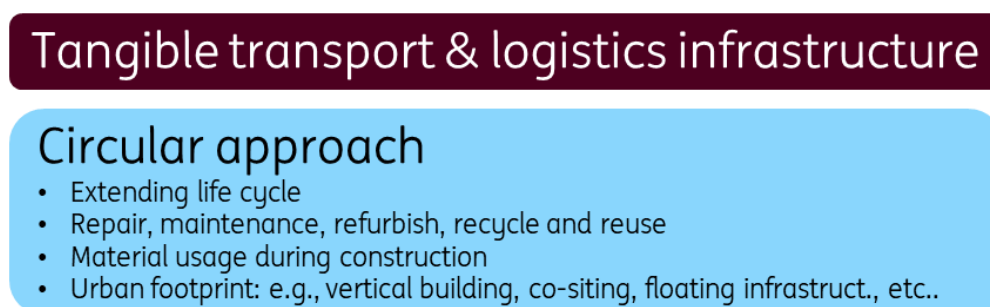 Tangible transport & logistics infrastructure
Circular approach
• Extending life cycle
• Repair, maintenance, refurbish, recycle and reuse
• Material usage during construction
• Urban footprint: e.g., vertical building, co-siting, floating infrastruct., etc..